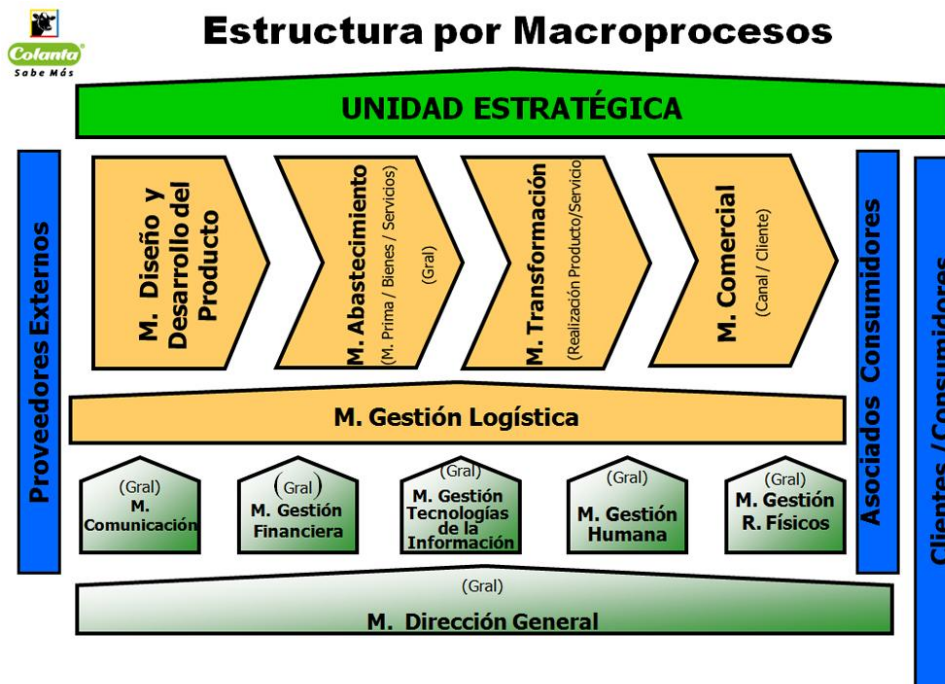 Colanta®
Sabe Más
Estructura por Macroprocesos
UNIDAD ESTRATÉGICA
Proveedores Externos
M. Diseño y
Desarrollo del
Producto
M. Abastecimiento
(M. Prima / Bienes / Servicios)
(Gral)
M. Transformación
(Realización Producto/Servicio)
M. Comercial
(Canal / Cliente)
Asociados Consumidores
Clientes / Consumidores
M. Gestión Logística
(Gral)
M.
Comunicación
(Gral)
M. Gestión
Financiera
(Gral)
M. Gestión
Tecnologías
de la
Información
(Gral)
M. Gestión
Humana
(Gral)
M. Gestión
R. Físicos
(Gral)
M. Dirección General